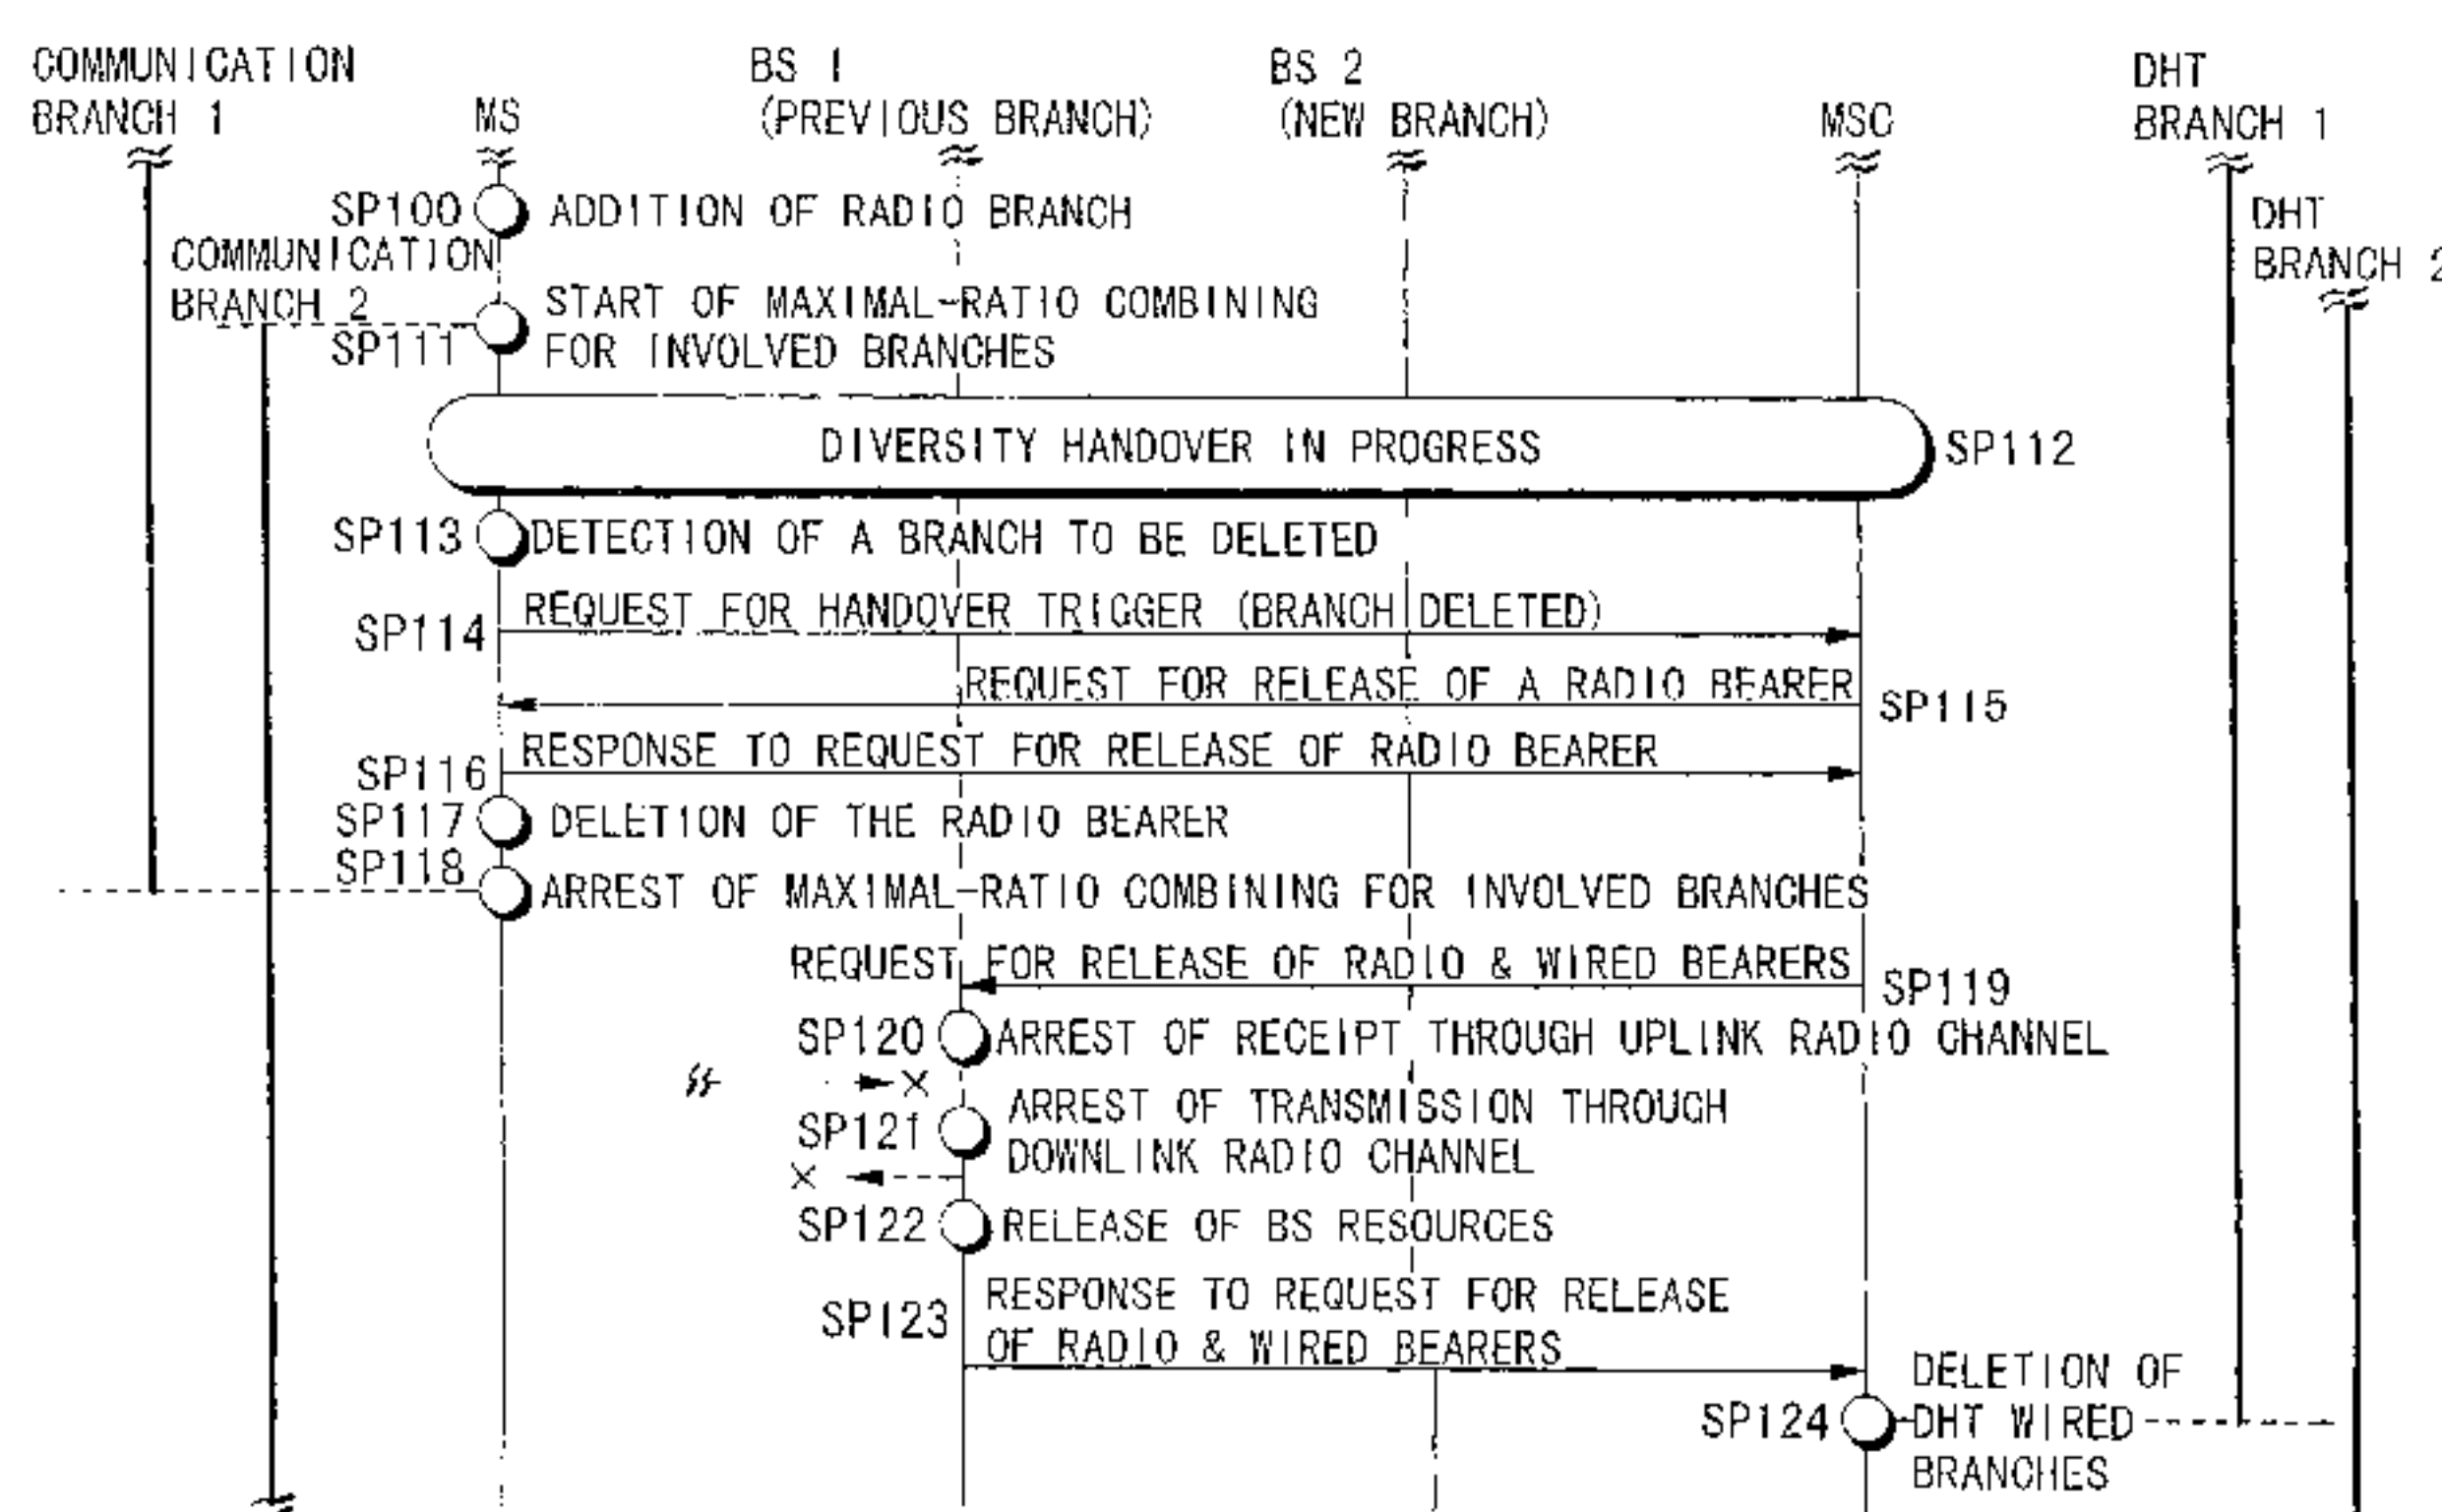 COMMUNICATION
BRANCH 1
MS
BS 1
(PREVIOUS BRANCH)
BS 2
(NEW BRANCH)
MSC
DHT
BRANCH 1
SP100
ADDITION OF RADIO BRANCH
DHT
BRANCH 2
COMMUNICATION
BRANCH 2
SP111
START OF MAXIMAL-RATIO COMBINING
FOR INVOLVED BRANCHES
DIVERSITY HANDOVER IN PROGRESS
SP112
SP113
DETECTION OF A BRANCH TO BE DELETED
SP114
REQUEST FOR HANDOVER TRIGGER (BRANCH DELETED)
REQUEST FOR RELEASE OF A RADIO BEARER
SP115
SP116
RESPONSE TO REQUEST FOR RELEASE OF RADIO BEARER
SP117
DELETION OF THE RADIO BEARER
SP118
ARREST OF MAXIMAL-RATIO COMBINING FOR INVOLVED BRANCHES
REQUEST FOR RELEASE OF RADIO & WIRED BEARERS
SP119
SP120
ARREST OF RECEIPT THROUGH UPLINK RADIO CHANNEL
SP121
ARREST OF TRANSMISSION THROUGH
DOWNLINK RADIO CHANNEL
SP122
RELEASE OF BS RESOURCES
SP123
RESPONSE TO REQUEST FOR RELEASE
OF RADIO & WIRED BEARERS
SP124
DELETION OF
DHT WIRED
BRANCHES